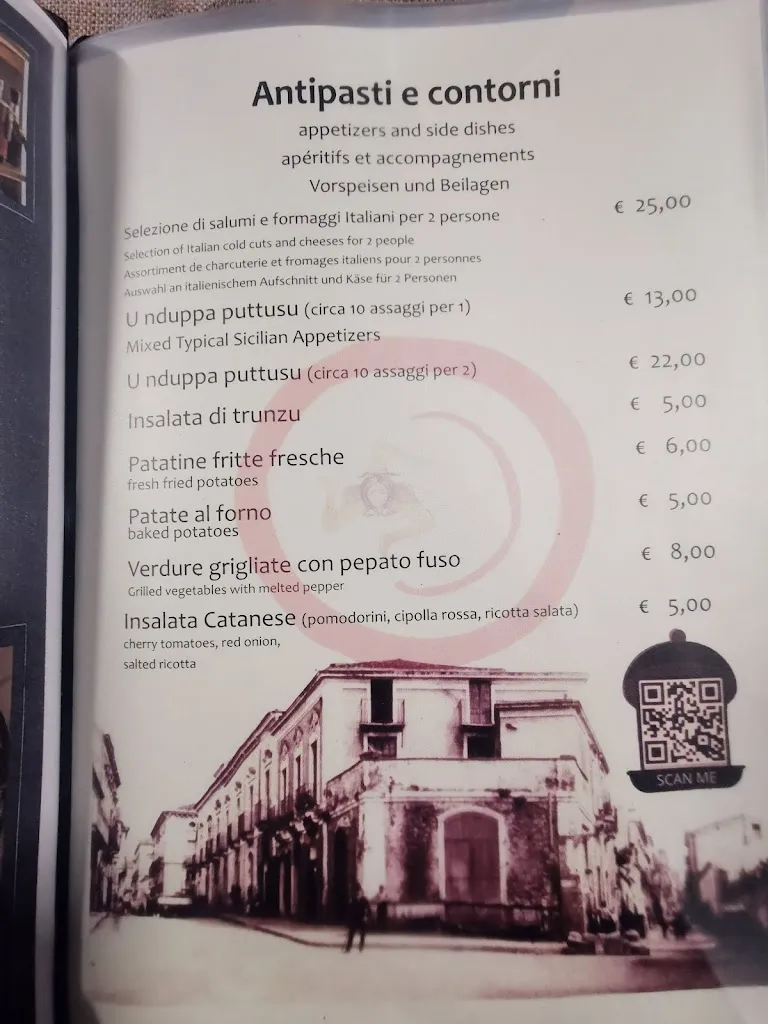 Antipasti e contorni
appetizers and side dishes
apéritifs et accompagnements
Vorspeisen und Beilagen
Selezione di salumi e formaggi Italiani per 2 persone € 25,00
Selection of Italian cold cuts and cheeses for 2 people
Assortiment de charcuterie et fromages italiens pour 2 personnes
Auswahl an italienischem Aufschnitt und Käse für 2 Personen
U nduppa puttusu (circa 10 assaggi per 1) € 13,00
Mixed Typical Sicilian Appetizers
U nduppa puttusu (circa 10 assaggi per 2) € 22,00
Insalata di trunzu € 5,00
Patatine fritte fresche € 6,00
fresh fried potatoes
Patate al forno € 5,00
baked potatoes
Verdure grigliate con pepato fuso € 8,00
Grilled vegetables with melted pepper
Insalata Catanese (pomodorini, cipolla rossa, ricotta salata) € 5,00
cherry tomatoes, red onion,
salted ricotta
SCAN ME